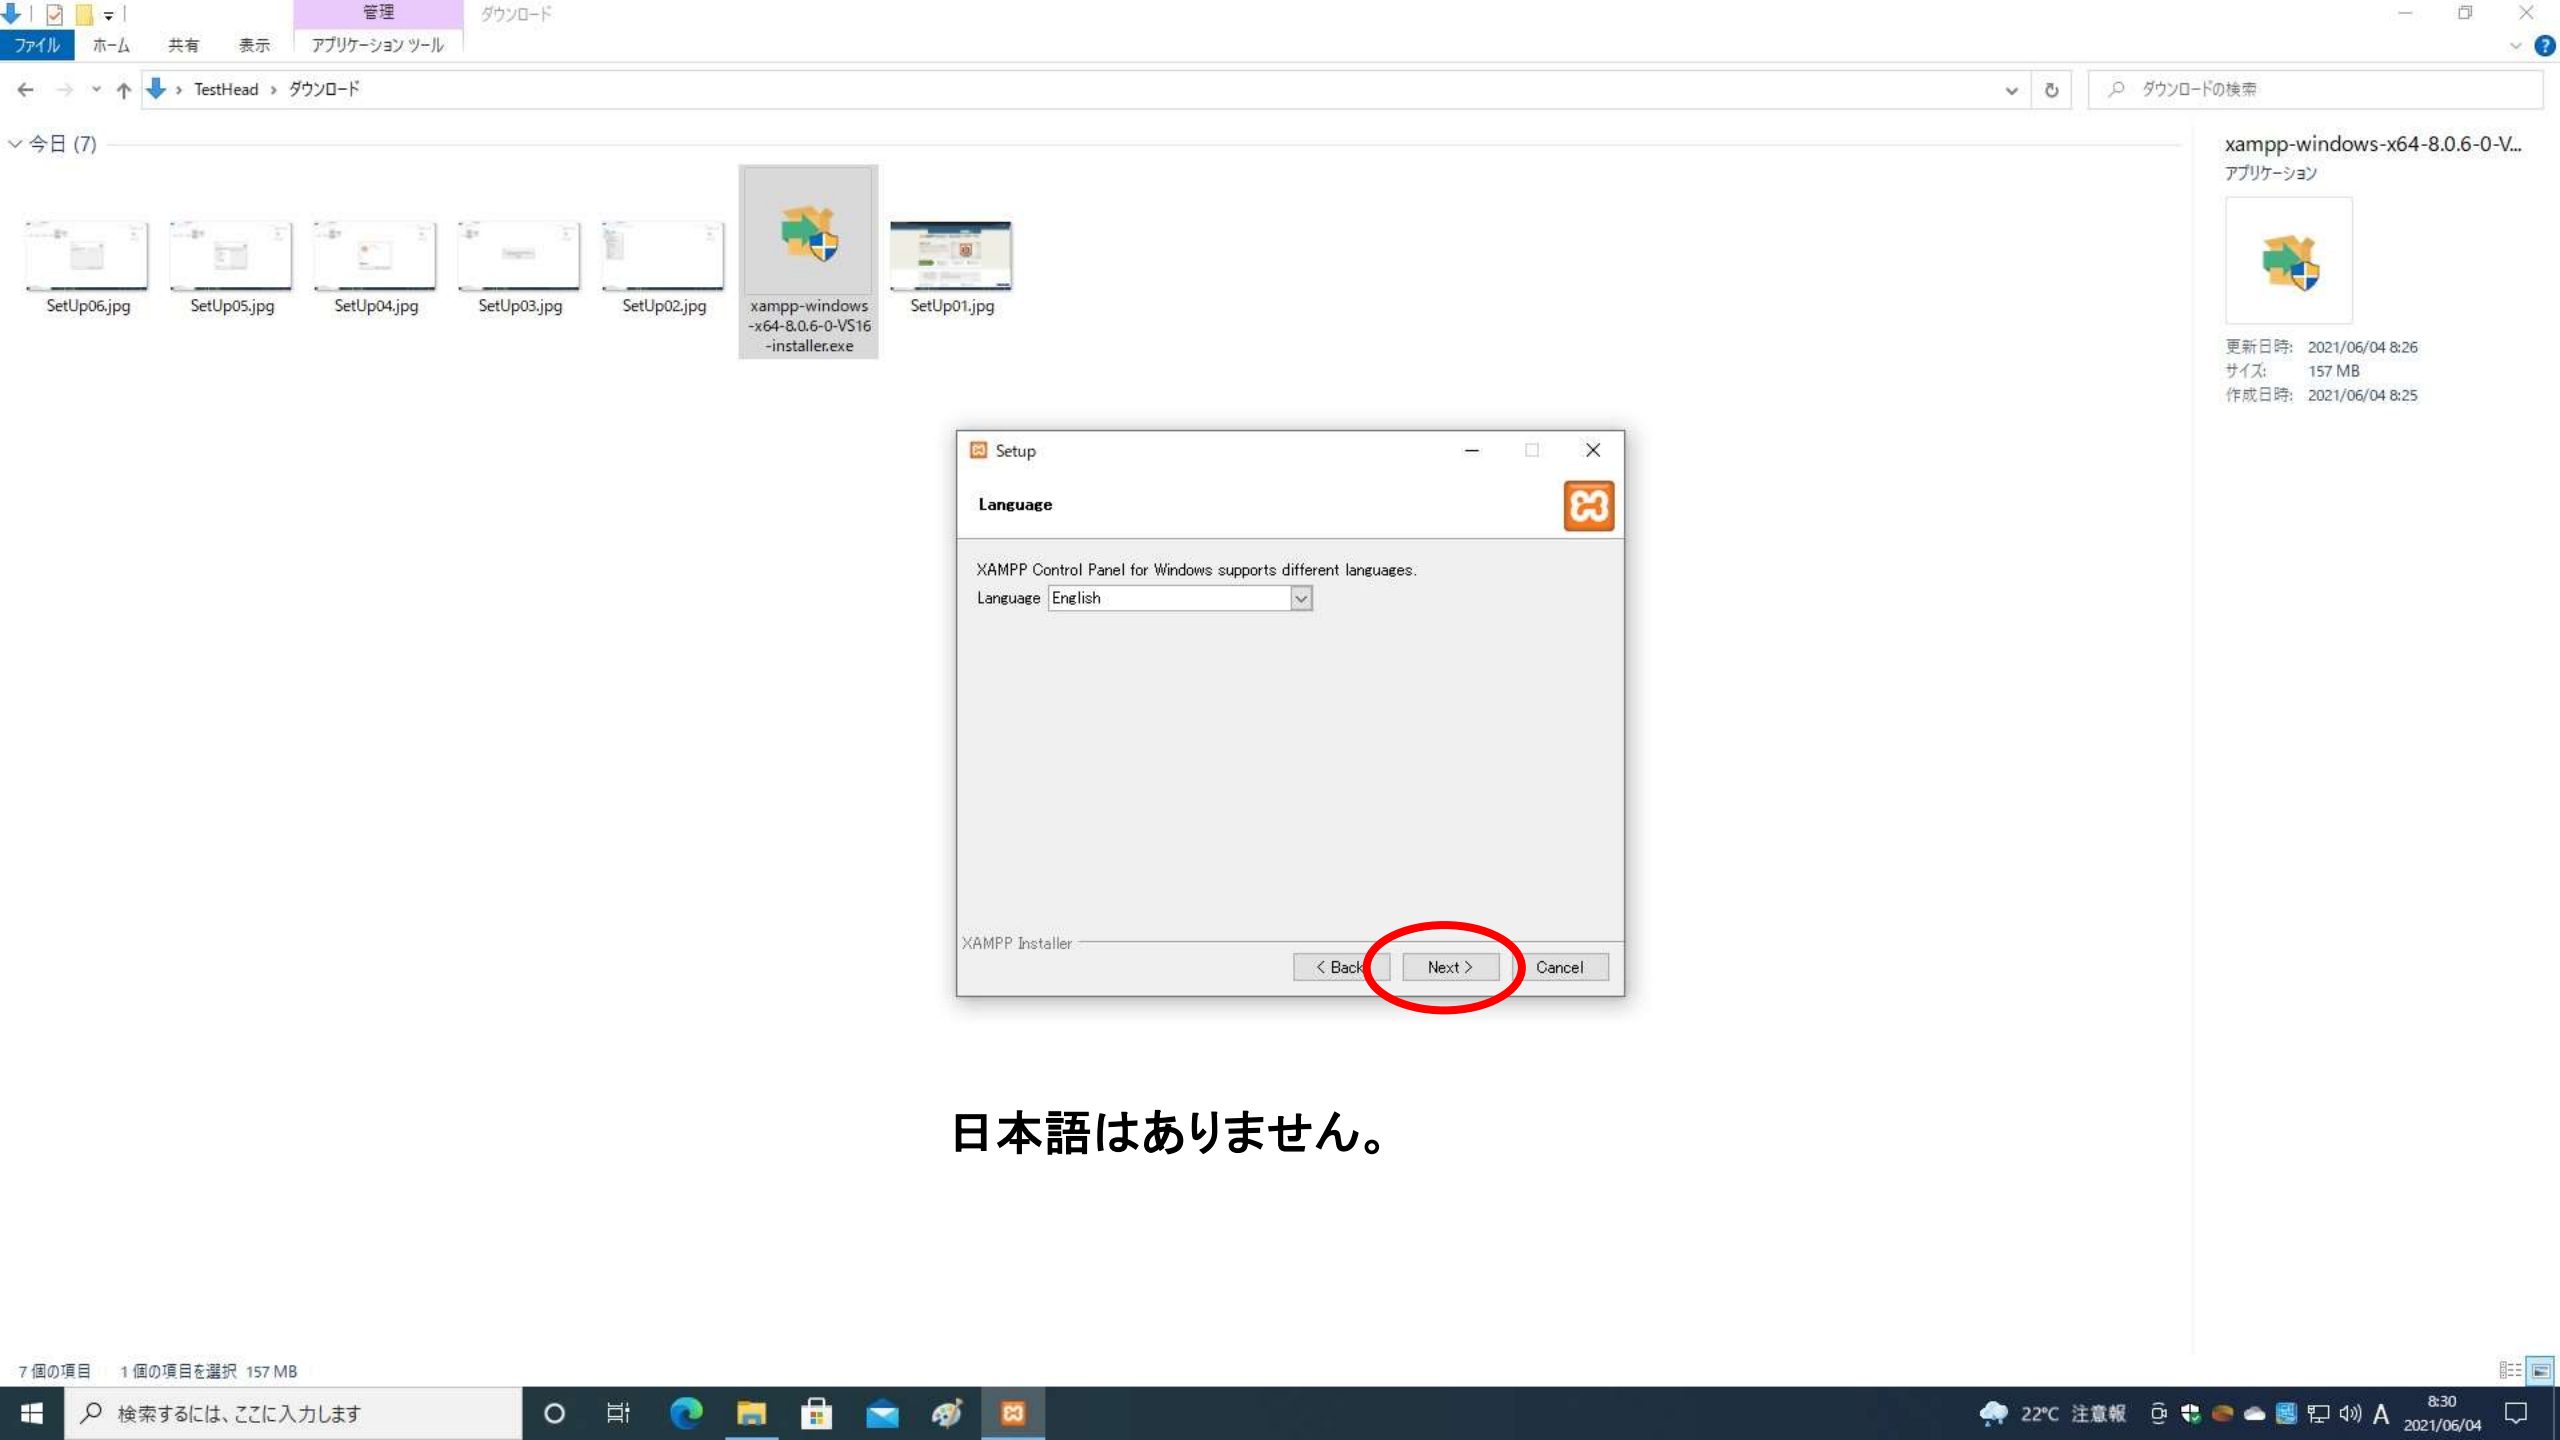 管理
ダウンロード
ファイル
ホーム
共有
表示
アプリケーション ツール
TestHead
ダウンロード
ダウンロードの検索
今日 (7)
SetUp06.jpg
SetUp05.jpg
SetUp04.jpg
SetUp03.jpg
SetUp02.jpg
xampp-windows
-x64-8.0.6-0-VS16
-installer.exe
SetUp01.jpg
xampp-windows-x64-8.0.6-0-V...
アプリケーション
更新日時: 2021/06/04 8:26
サイズ: 157 MB
作成日時: 2021/06/04 8:25
Setup
Language
XAMPP Control Panel for Windows supports different languages.
Language English
XAMPP Installer
< Back
Next >
Cancel
日本語はありません。
7 個の項目
1 個の項目を選択 157 MB
検索するには、ここに入力します
22°C 注意報
A
8:30
2021/06/04